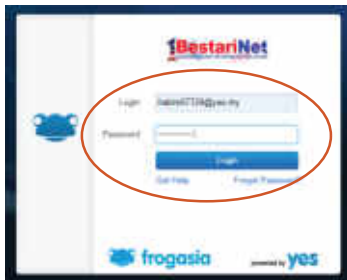 1BestariNet
Login
Password
Login
Get Help Forgot Password
frogasia powered by yes